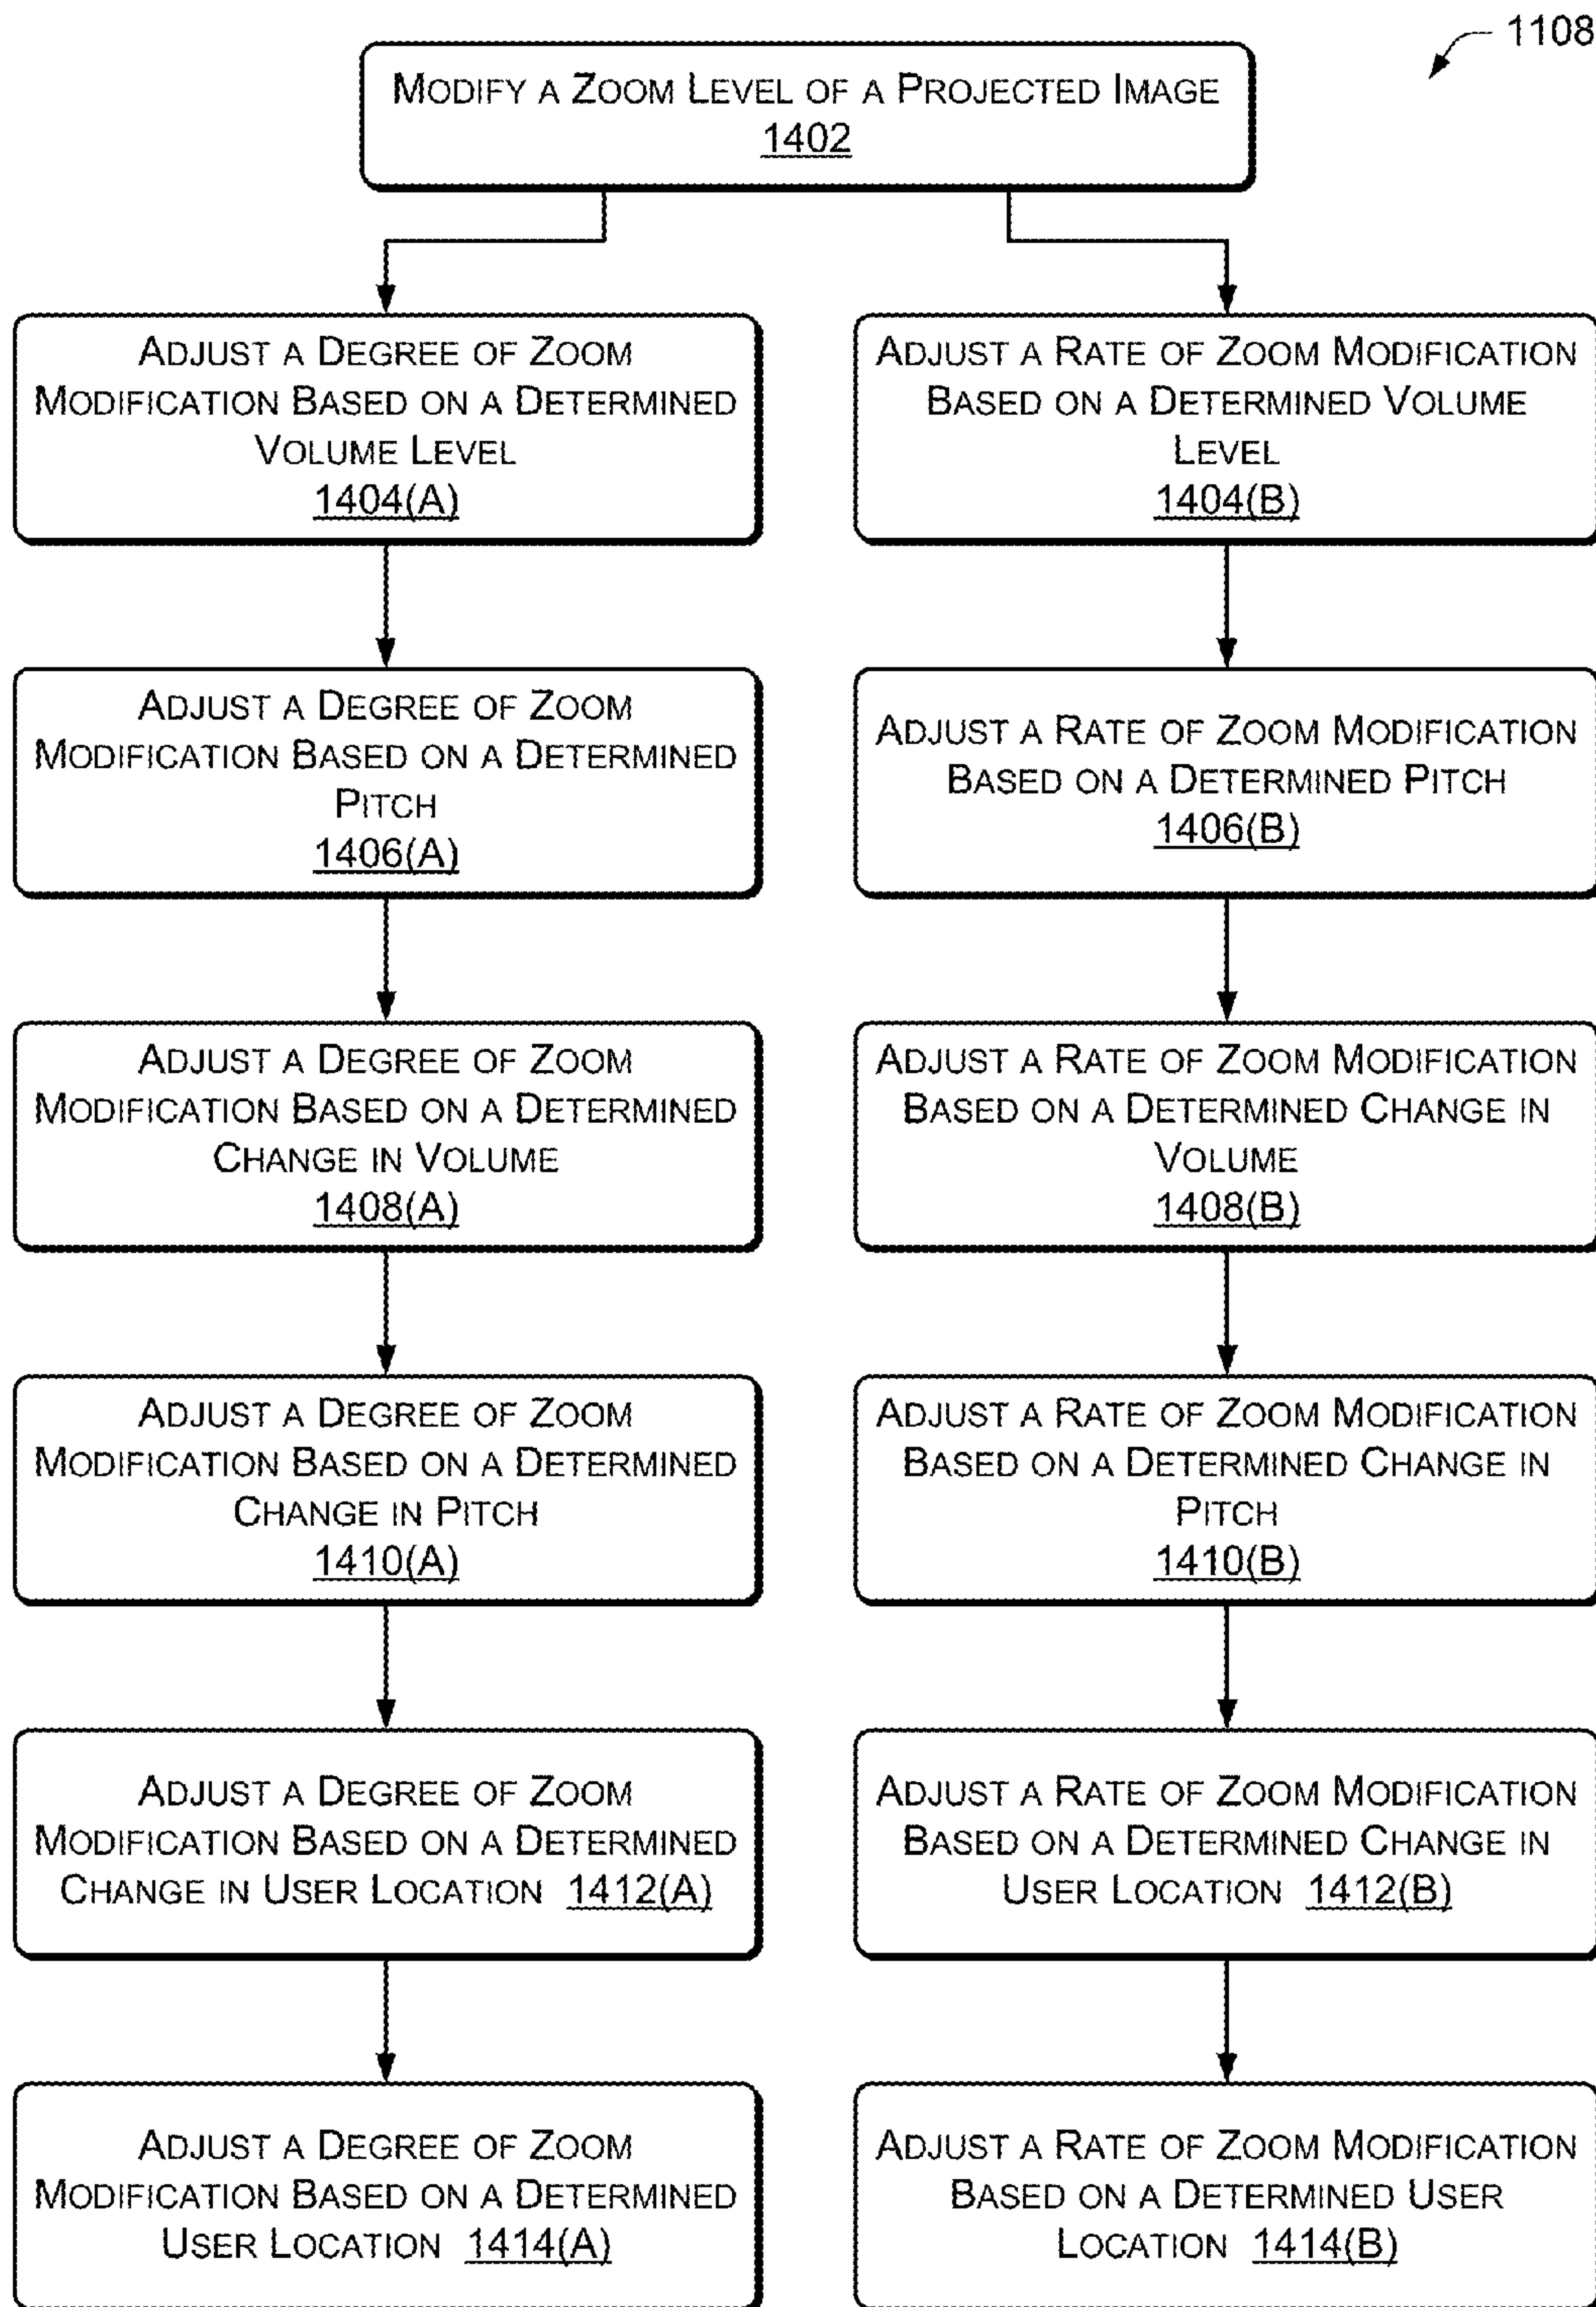 1108
MODIFY A ZOOM LEVEL OF A PROJECTED IMAGE
1402
ADJUST A DEGREE OF ZOOM
MODIFICATION BASED ON A DETERMINED
VOLUME LEVEL
1404(A)
ADJUST A RATE OF ZOOM MODIFICATION
BASED ON A DETERMINED VOLUME
LEVEL
1404(B)
ADJUST A DEGREE OF ZOOM
MODIFICATION BASED ON A DETERMINED
PITCH
1406(A)
ADJUST A RATE OF ZOOM MODIFICATION
BASED ON A DETERMINED PITCH
1406(B)
ADJUST A DEGREE OF ZOOM
MODIFICATION BASED ON A DETERMINED
CHANGE IN VOLUME
1408(A)
ADJUST A RATE OF ZOOM MODIFICATION
BASED ON A DETERMINED CHANGE IN
VOLUME
1408(B)
ADJUST A DEGREE OF ZOOM
MODIFICATION BASED ON A DETERMINED
CHANGE IN PITCH
1410(A)
ADJUST A RATE OF ZOOM MODIFICATION
BASED ON A DETERMINED CHANGE IN
PITCH
1410(B)
ADJUST A DEGREE OF ZOOM
MODIFICATION BASED ON A DETERMINED
CHANGE IN USER LOCATION 1412(A)
ADJUST A RATE OF ZOOM MODIFICATION
BASED ON A DETERMINED CHANGE IN
USER LOCATION 1412(B)
ADJUST A DEGREE OF ZOOM
MODIFICATION BASED ON A DETERMINED
USER LOCATION 1414(A)
ADJUST A RATE OF ZOOM MODIFICATION
BASED ON A DETERMINED USER
LOCATION 1414(B)